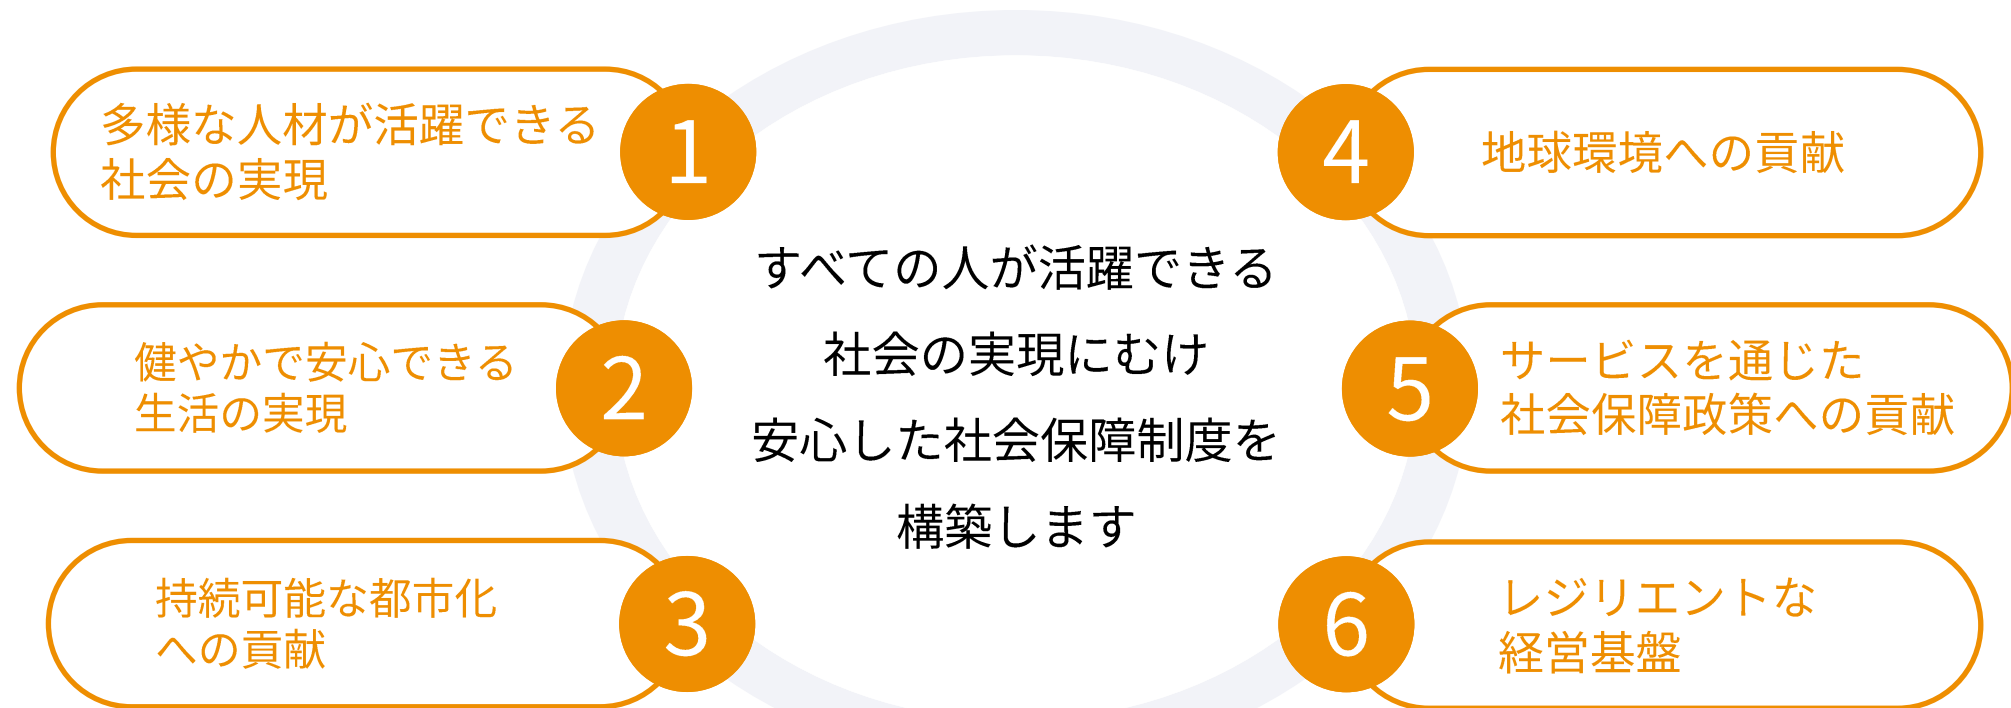 多様な人材が活躍できる
社会の実現
1
健やかで安心できる
生活の実現
2
持続可能な都市化
への貢献
3
すべての人が活躍できる
社会の実現にむけ
安心した社会保障制度を
構築します
4
地球環境への貢献
5
サービスを通じた
社会保障政策への貢献
6
レジリエントな
経営基盤